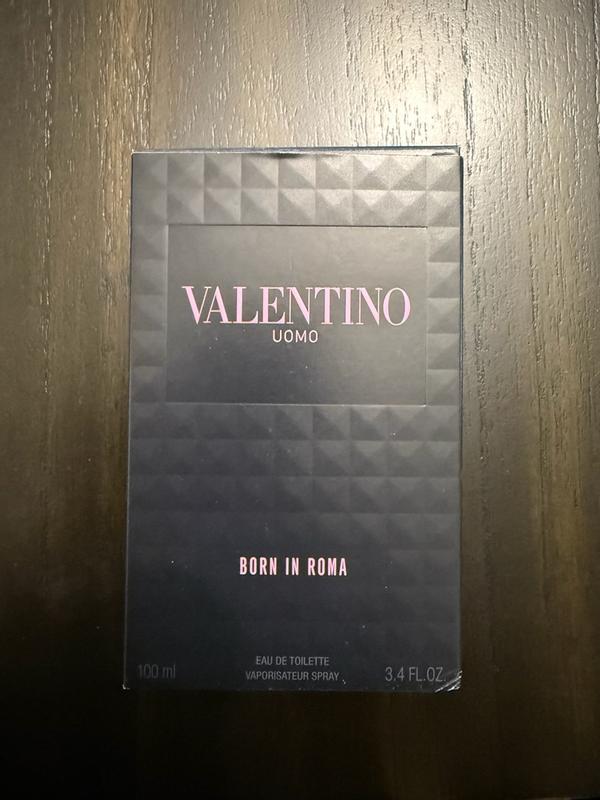 VALENTINO
UOMO
BORN IN ROMA
EAU DE TOILETTE
100 ml VAPORISATEUR SPRAY 3,4 FL.OZ.